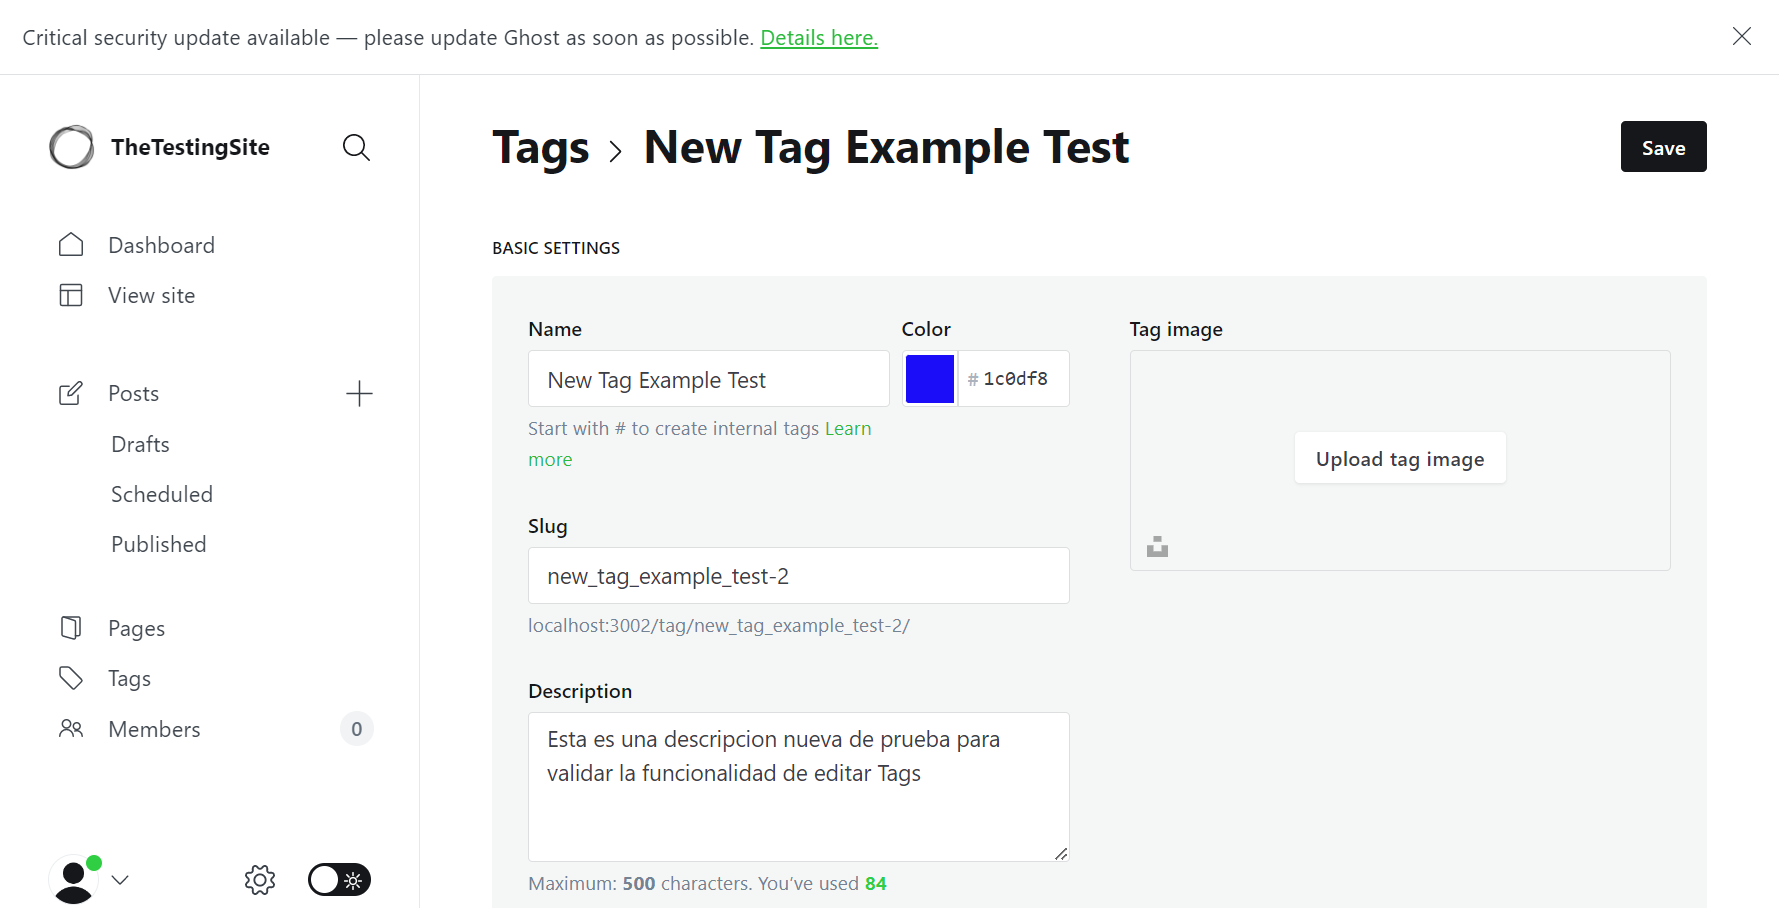 Critical security update available — please update Ghost as soon as possible. Details here.
TheTestingSite
Dashboard
View site
Posts
Drafts
Scheduled
Published
Pages
Tags
Members
0
Tags > New Tag Example Test
Save
BASIC SETTINGS
Name
New Tag Example Test
Start with # to create internal tags Learn
more
Color
# 1c0df8
Slug
new_tag_example_test-2
localhost:3002/tag/new_tag_example_test-2/
Description
Esta es una descripcion nueva de prueba para
validar la funcionalidad de editar Tags
Maximum: 500 characters. You’ve used 84
Tag image
Upload tag image